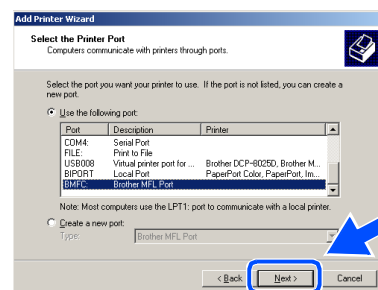 Add Printer Wizard
Select the Printer Port
Computers communicate with printers through ports.
Select the port you want your printer to use. If the port is not listed, you can create a
new port.
Use the following port:
Port Description Printer
COM4: Serial Port
FILE: Print to File
USB008 Virtual printer port for ... Brother DCP-8025D, Brother M...
BIPORT Local Port PaperPort Color, PaperPort, Im...
BMFC: Brother MFL Port
Note: Most computers use the LPT1: port to communicate with a local printer.
Create a new port:
Type: Brother MFL Port
< Back Next > Cancel